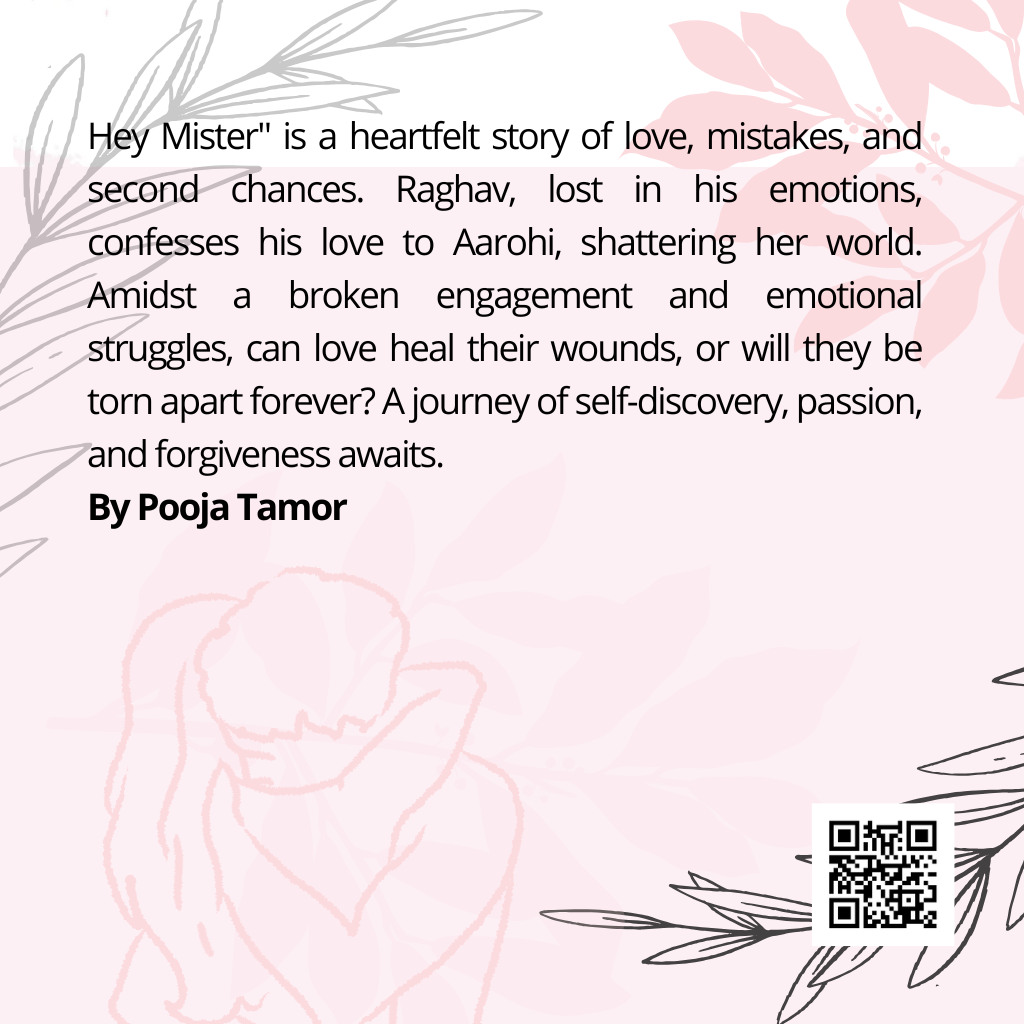 Hey Mister" is a heartfelt story of love, mistakes, and
second chances. Raghav, lost in his emotions,
confesses his love to Aarohi, shattering her world.
Amidst a broken engagement and emotional
struggles, can love heal their wounds, or will they be
torn apart forever? A journey of self-discovery, passion,
and forgiveness awaits.
By Pooja Tamor